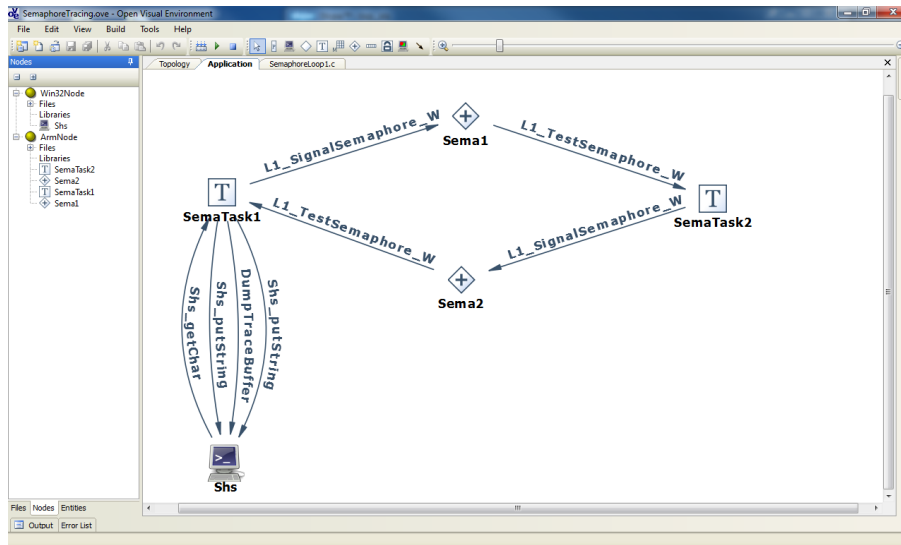 SemaphoreTracing.ove - Open Visual Environment
File Edit View Build Tools Help
Nodes
Topology Application SemaphoreLoop1.c
Win32Node
Files
Libraries
Shs
ArmNode
Files
Libraries
T SemaTask2
Sema2
T SemaTask1
Sema1
L1_SignalSemaphore_W
Sema1
L1_TestSemaphore_W
T
SemaTask1
T
SemaTask2
L1_TestSemaphore_W
L1_SignalSemaphore_W
Sema2
Shs_getChar
Shs_putString
DumpTraceBuffer
Shs_putString
>_
Shs
Files Nodes Entities
Output Error List